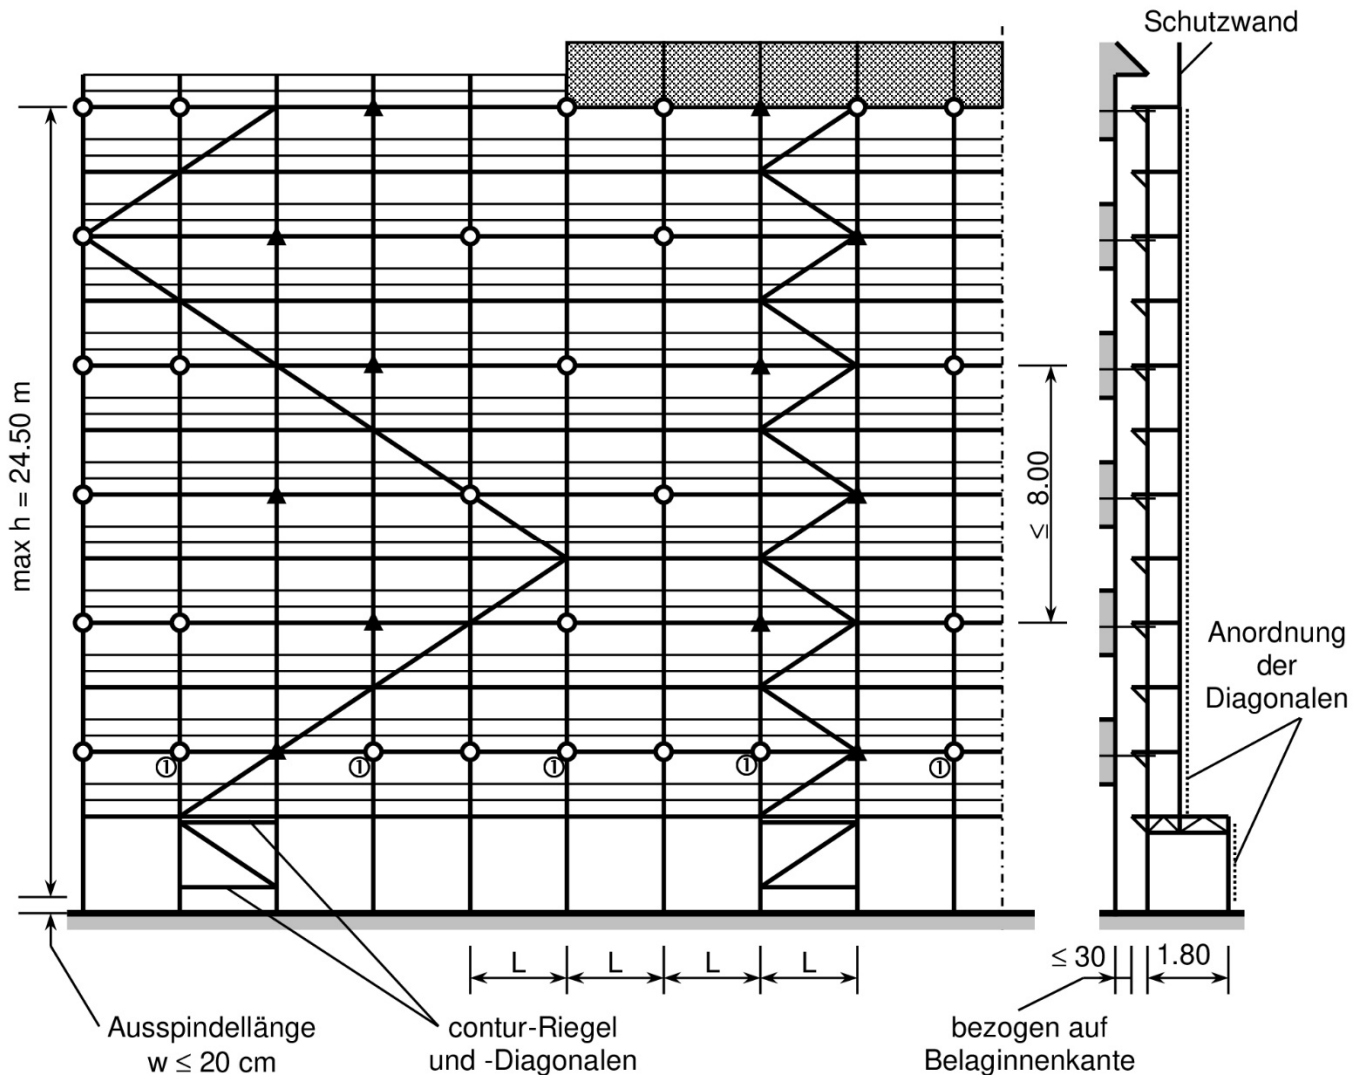 Schutzwand
max h = 24.50 m
≤ 8.00
Anordnung
der
Diagonalen
① ① ① ① ①
L L L L
≤ 30 1.80
Ausspindellänge
w ≤ 20 cm
contur-Riegel
und -Diagonalen
bezogen auf
Belaginnenkante